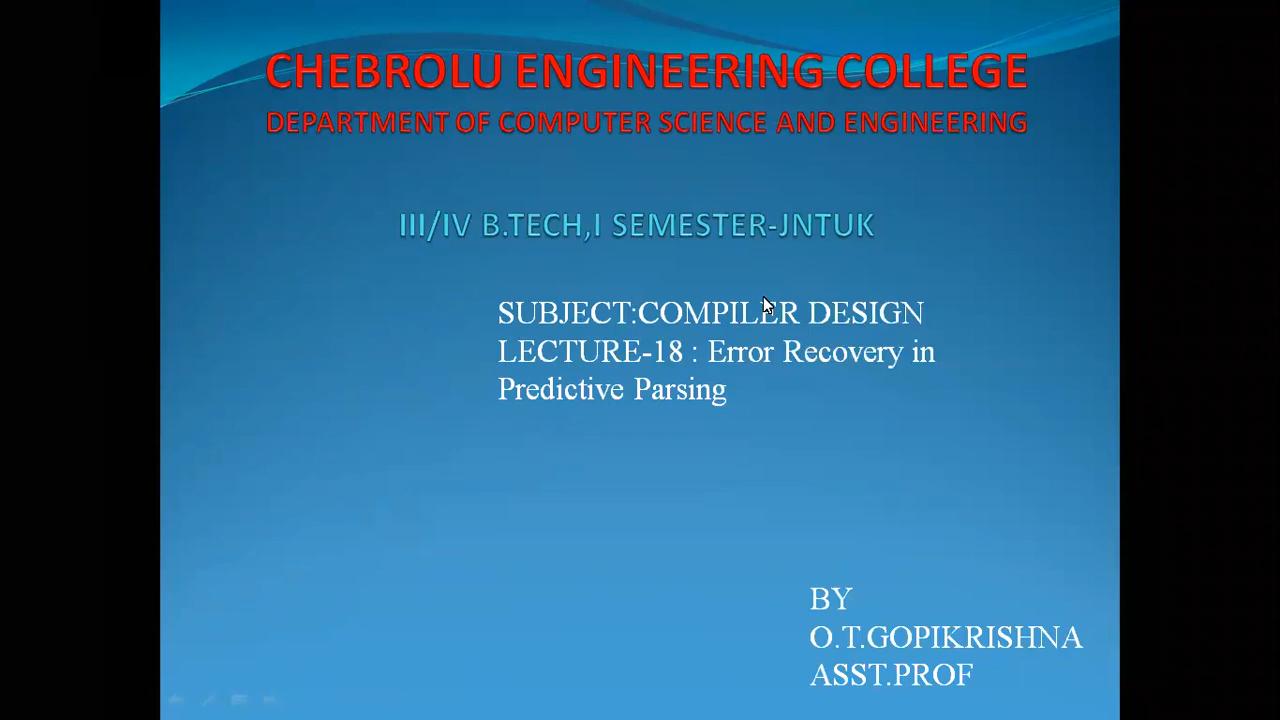 CHEBROLU ENGINEERING COLLEGE
DEPARTMENT OF COMPUTER SCIENCE AND ENGINEERING
III/IV B.TECH,I SEMESTER-JNTUK
SUBJECT:COMPILER DESIGN
LECTURE-18 : Error Recovery in
Predictive Parsing
BY
O.T.GOPIKRISHNA
ASST.PROF